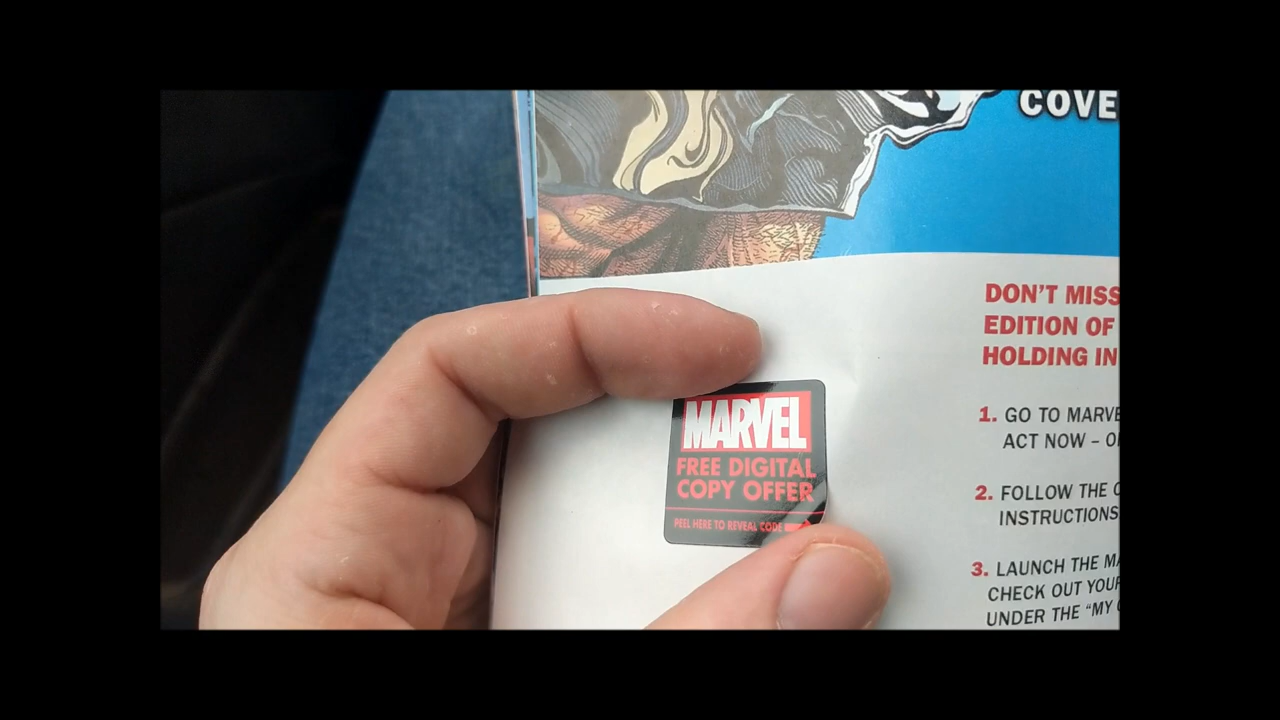 COVE
DON'T MISS
EDITION OF
HOLDING IN
1. GO TO MARVE
ACT NOW – O
2. FOLLOW THE
INSTRUCTIONS
3. LAUNCH THE MA
CHECK OUT YOUR
UNDER THE "MY
MARVEL
FREE DIGITAL
COPY OFFER
PEEL HERE TO REVEAL CODE